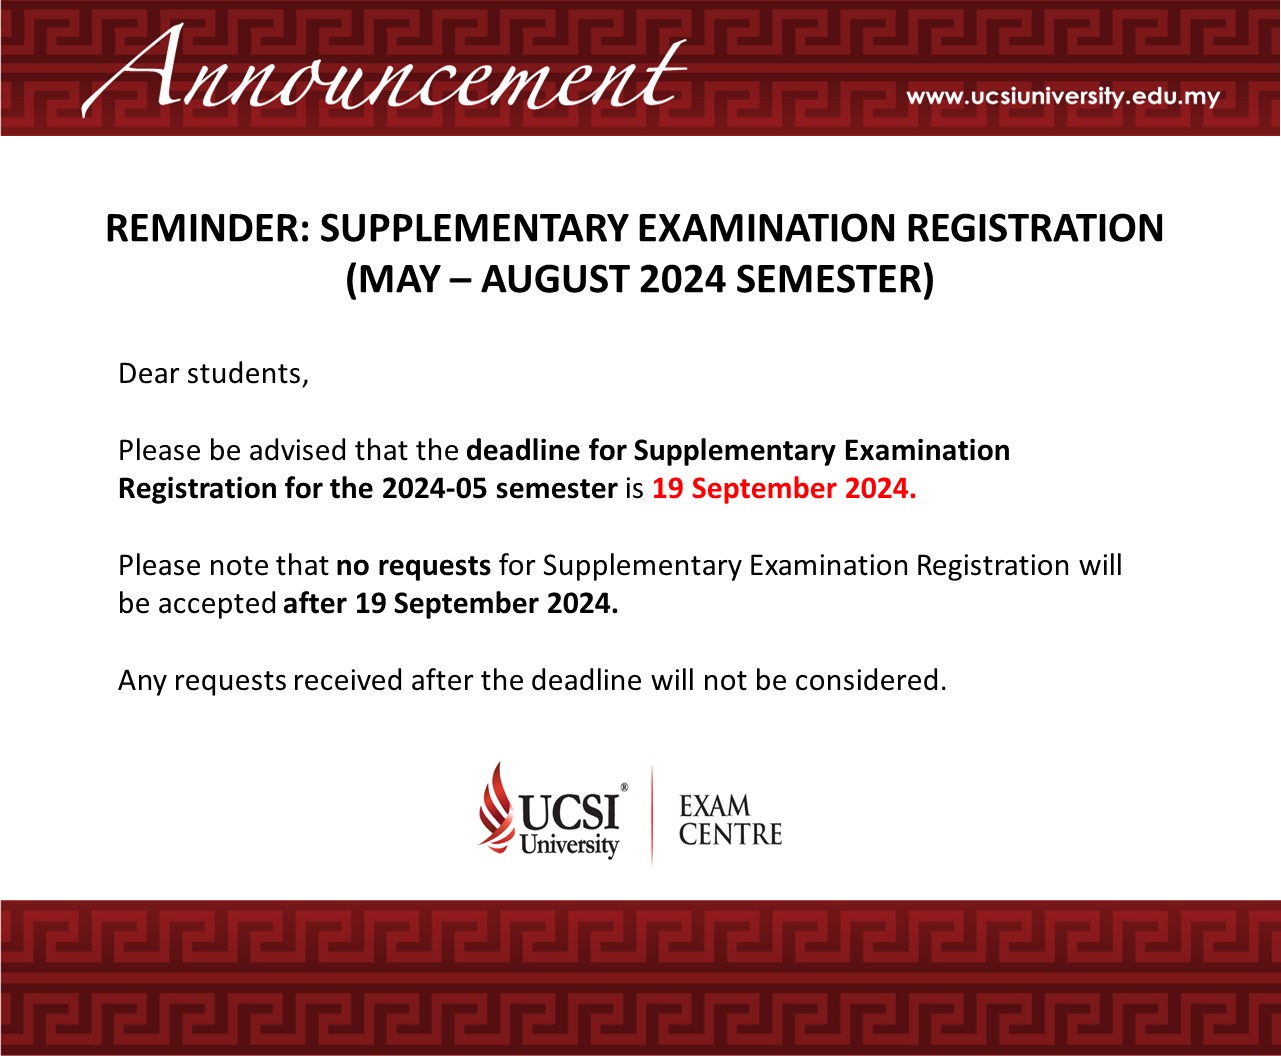 Announcement
www.ucsiuniversity.edu.my
REMINDER: SUPPLEMENTARY EXAMINATION REGISTRATION
(MAY – AUGUST 2024 SEMESTER)
Dear students,
Please be advised that the deadline for Supplementary Examination
Registration for the 2024-05 semester is 19 September 2024.
Please note that no requests for Supplementary Examination Registration will
be accepted after 19 September 2024.
Any requests received after the deadline will not be considered.
UCSI®
University
EXAM
CENTRE